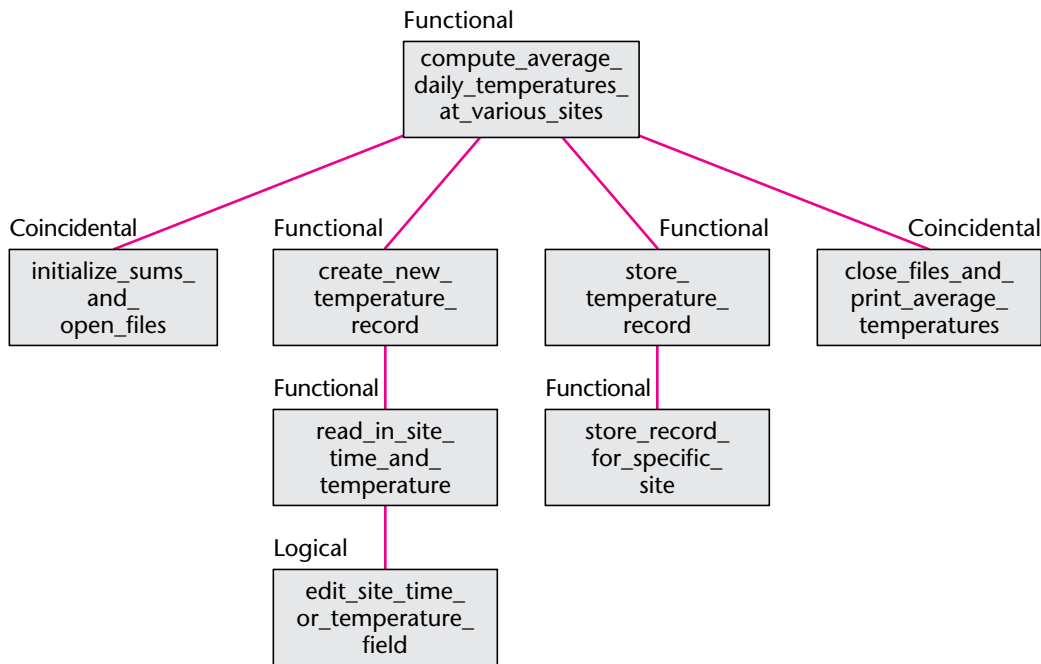 Functional
compute_average_
daily_temperatures_
at_various_sites
Coincidental
initialize_sums_
and_
open_files
Functional
create_new_
temperature_
record
Functional
store_
temperature_
record
Coincidental
close_files_and_
print_average_
temperatures
Functional
read_in_site_
time_and_
temperature
Functional
store_record_
for_specific_
site
Logical
edit_site_time_
or_temperature_
field